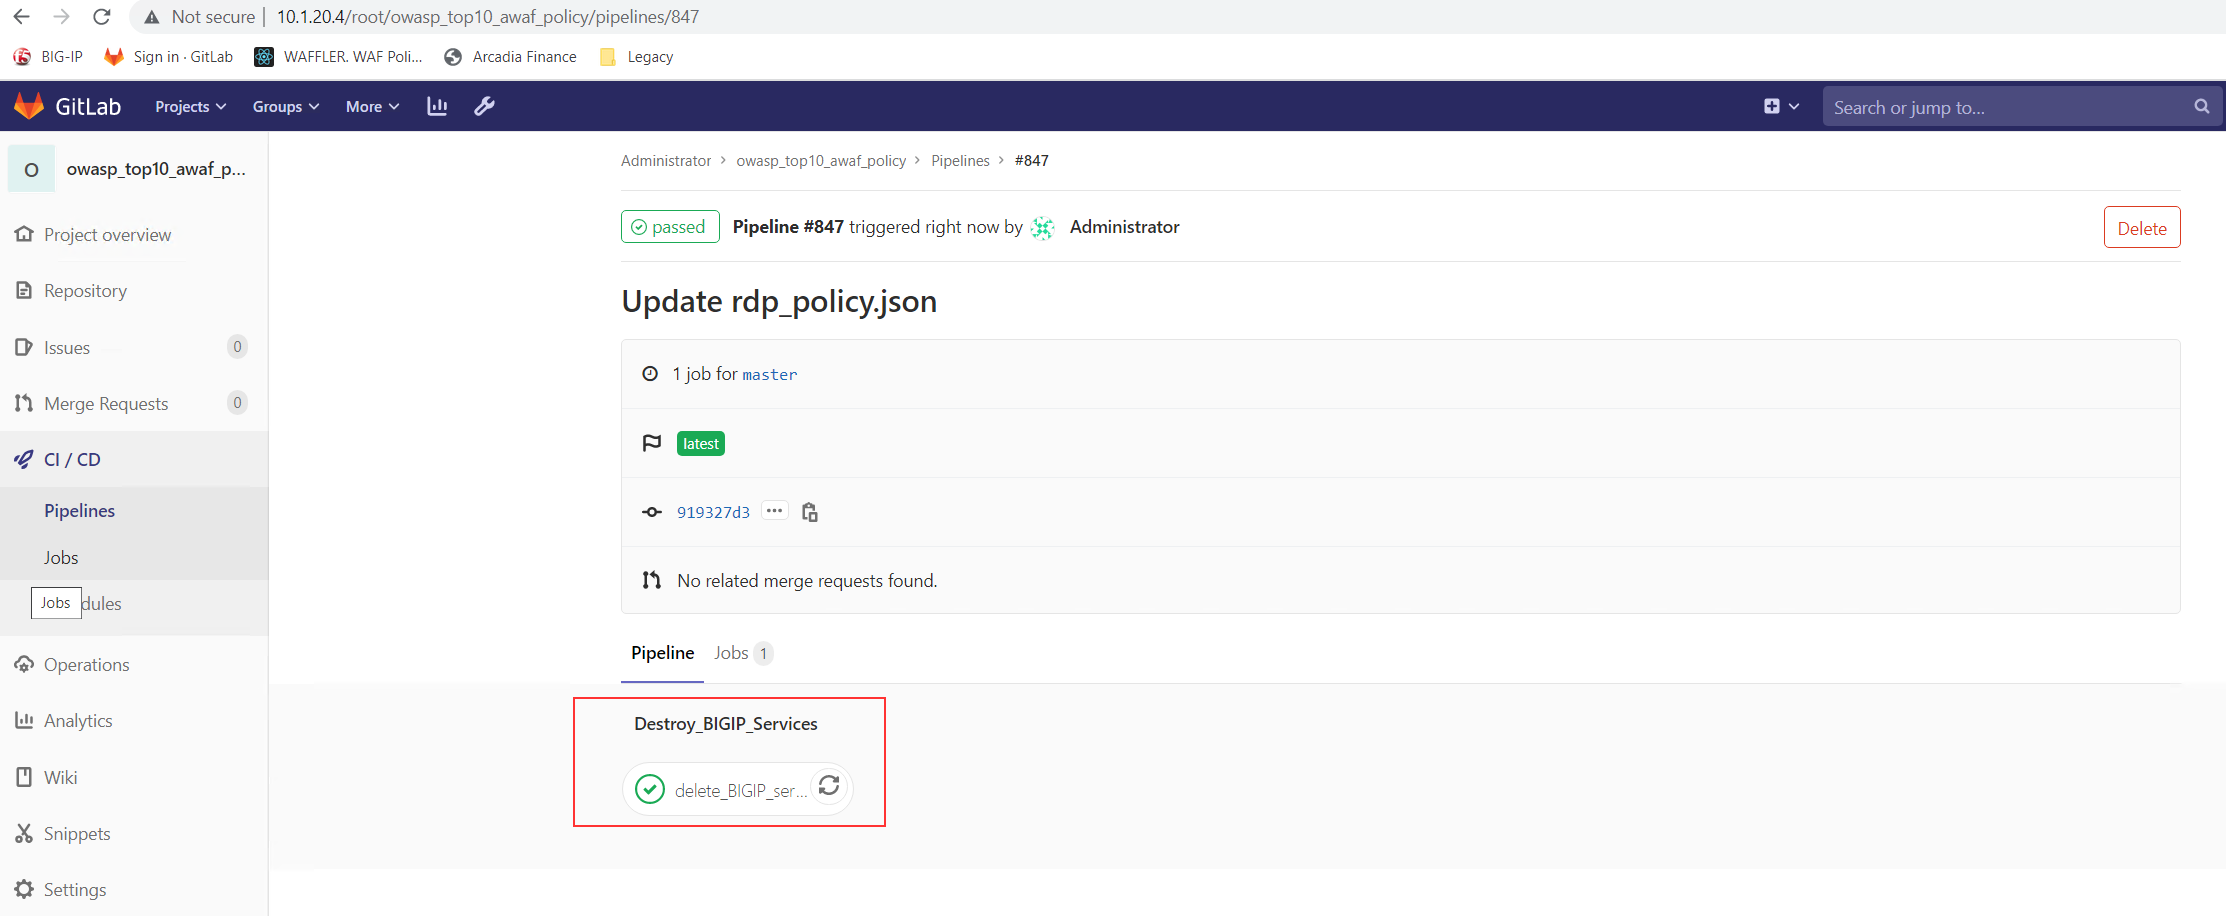 Not secure | 10.1.20.4/root/owasp_top10_awaf_policy/pipelines/847
BIG-IP Sign in · GitLab WAFFLER. WAF Poli... Arcadia Finance Legacy
GitLab Projects Groups More Search or jump to...
O owasp_top10_awaf_p...
Project overview
Repository
Issues 0
Merge Requests 0
CI / CD
Pipelines
Jobs
Jobs dules
Operations
Analytics
Wiki
Snippets
Settings
Administrator > owasp_top10_awaf_policy > Pipelines > #847
passed Pipeline #847 triggered right now by Administrator Delete
Update rdp_policy.json
1 job for master
latest
919327d3 ...
No related merge requests found.
Pipeline Jobs 1
Destroy_BIGIP_Services
delete_BIGIP_ser...